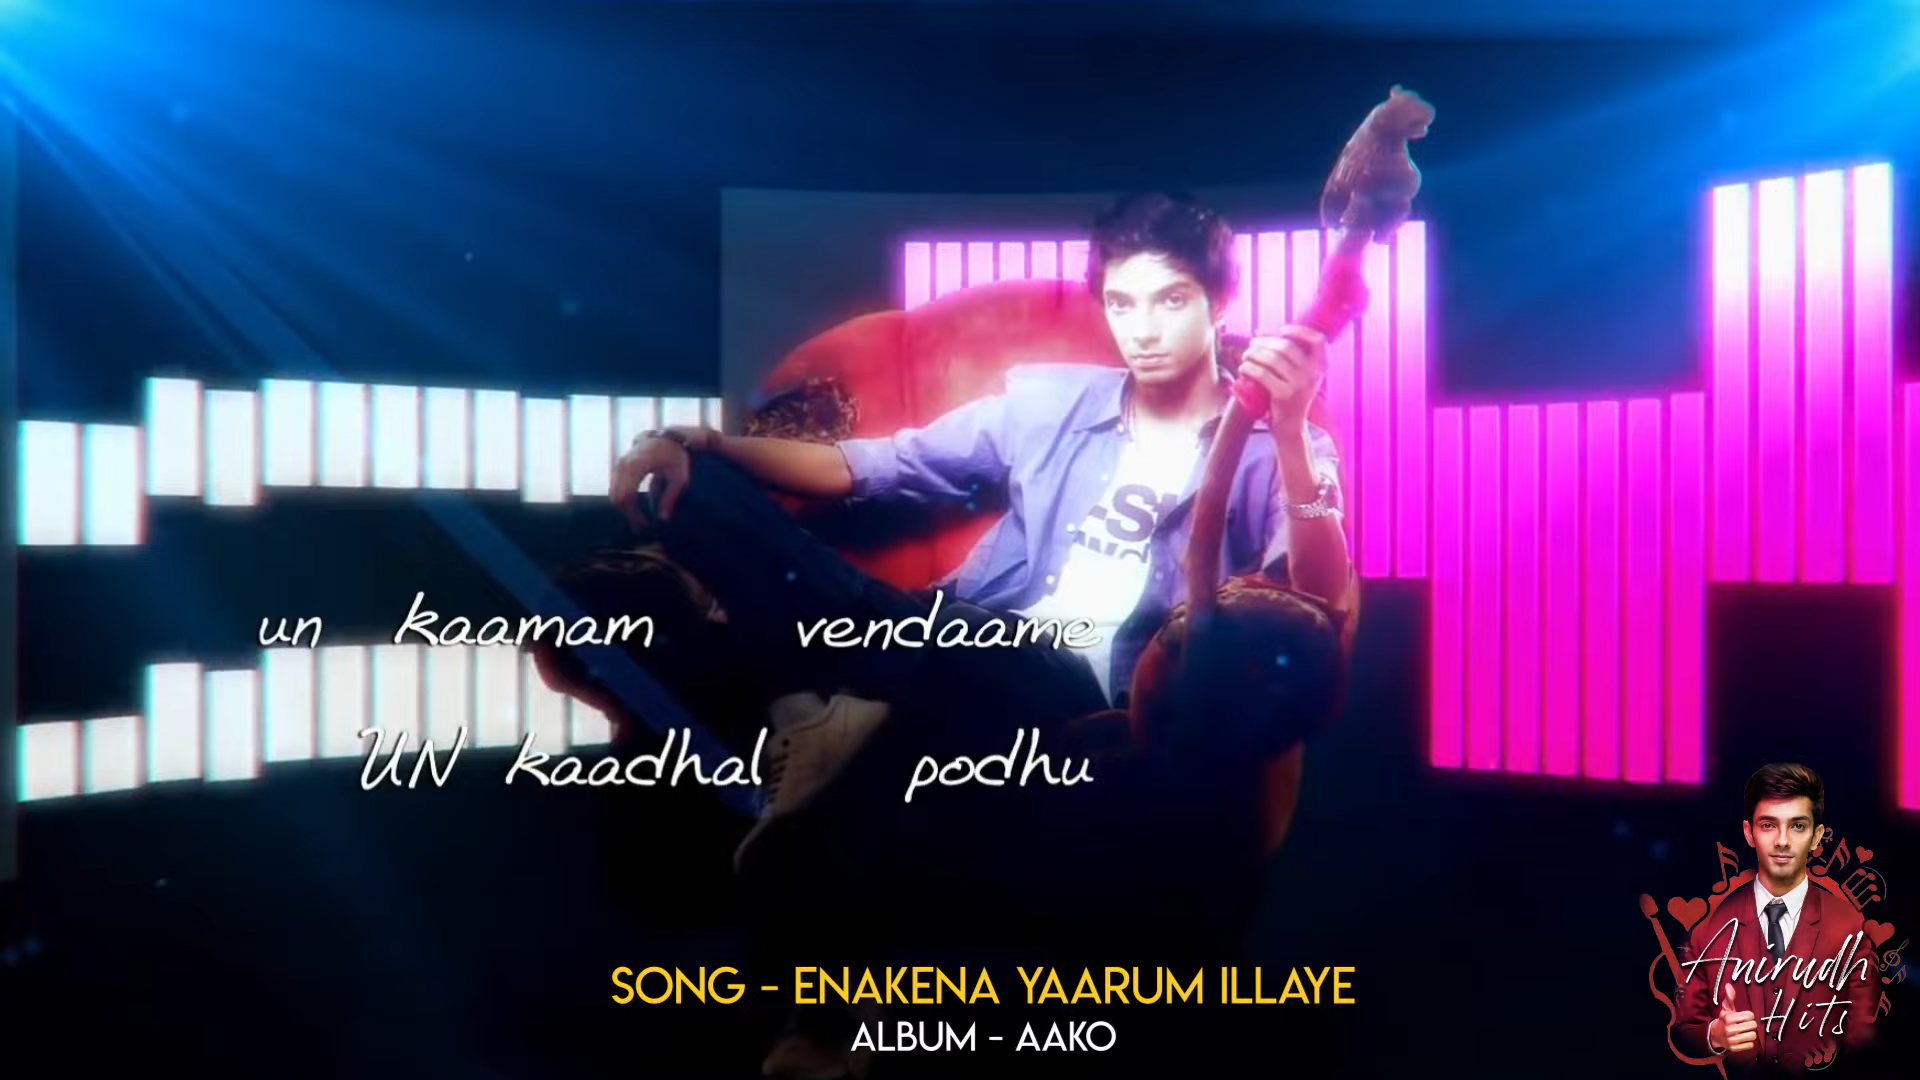 un kaamam vendaame
UN kaadhal podhu
SONG - ENAKENA YAARUM ILLAYE
ALBUM - AAKO
Anirudh
Hits